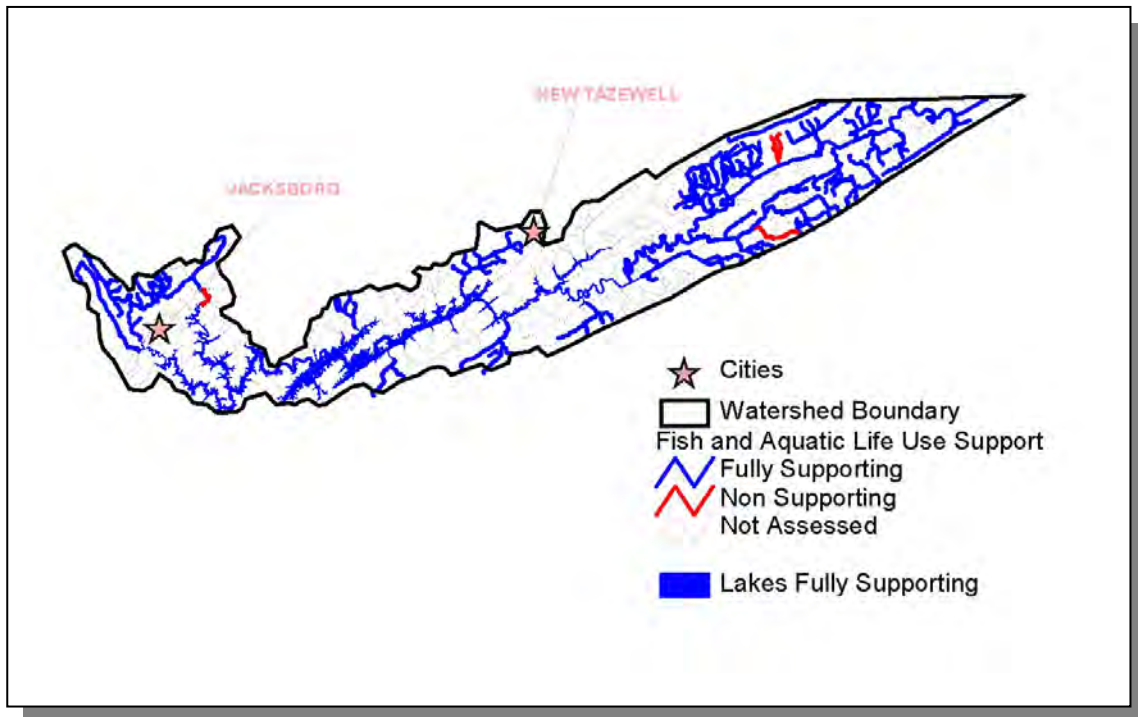 NEW TAZEWELL
JACKSBORO
Cities
Watershed Boundary
Fish and Aquatic Life Use Support
Fully Supporting
Non Supporting
Not Assessed
Lakes Fully Supporting